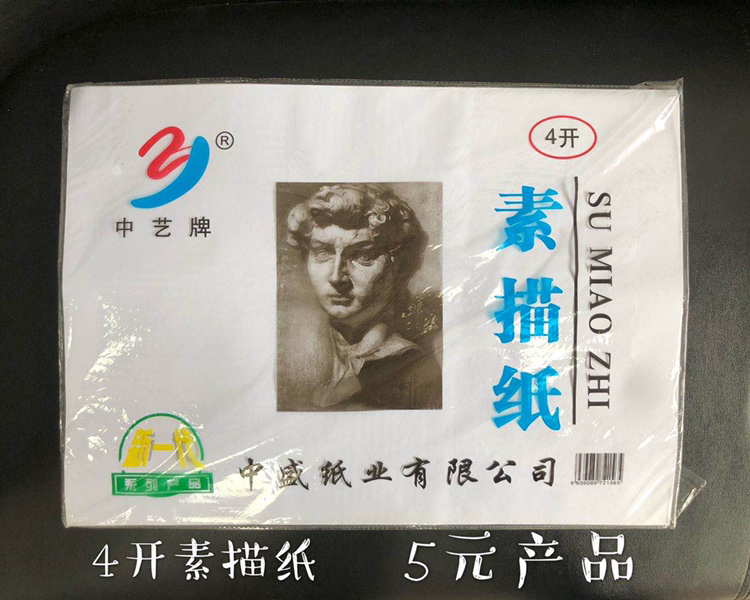 ®
中艺牌
4开
素描纸
SU MIAO ZHI
新一代
系列产品
中盛纸业有限公司
4开素描纸 5元产品